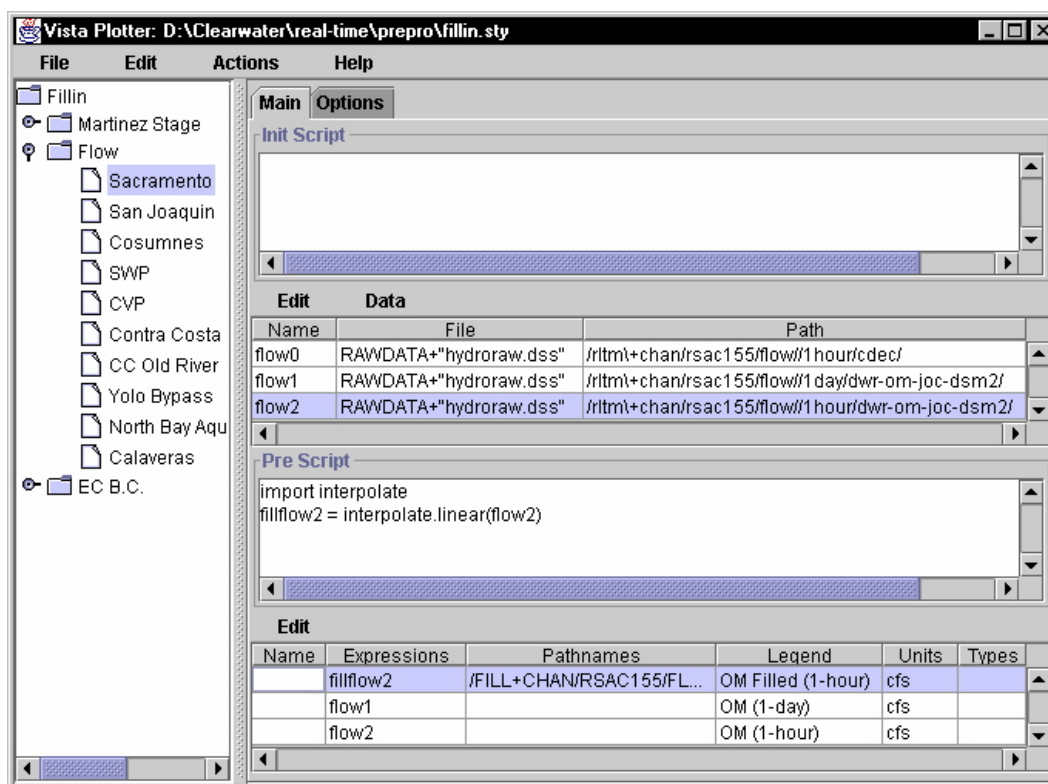 Vista Plotter: D:\Clearwater\real-time\prepro\fillin.sty
File Edit Actions Help
Fillin
Martinez Stage
Flow
Sacramento
San Joaquin
Cosumnes
SWP
CVP
Contra Costa
CC Old River
Yolo Bypass
North Bay Aqu
Calaveras
EC B.C.
Main Options
Init Script
Edit Data
Name File Path
flow0 RAWDATA+"hydroraw.dss" /rltm\+chan/rsac155/flow//1hour/cdec/
flow1 RAWDATA+"hydroraw.dss" /rltm\+chan/rsac155/flow//1day/dwr-om-joc-dsm2/
flow2 RAWDATA+"hydroraw.dss" /rltm\+chan/rsac155/flow//1hour/dwr-om-joc-dsm2/
Pre Script
import interpolate
fillflow2 = interpolate.linear(flow2)
Edit
Name Expressions Pathnames Legend Units Types
fillflow2 /FILL+CHAN/RSAC155/FL... OM Filled (1-hour) cfs
flow1 OM (1-day) cfs
flow2 OM (1-hour) cfs